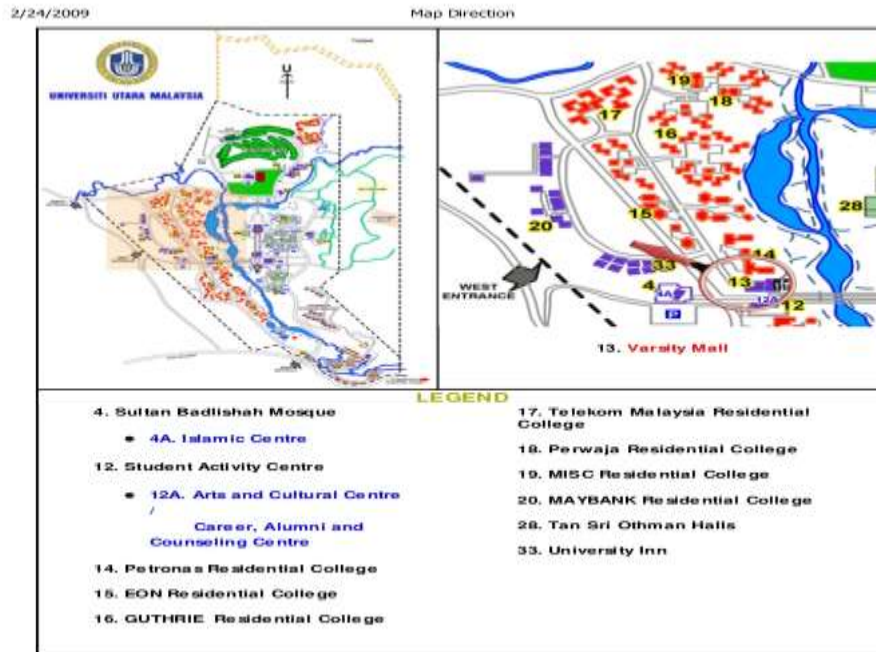 2/24/2009
Map Direction
UNIVERSITI UTARA MALAYSIA
U
19
18
17
16
15
20
28
33
14
13
4
4A
12A
12
WEST
ENTRANCE
P
13. Varsity Mall
LEGEND
4. Sultan Badlishah Mosque
4A. Islamic Centre
12. Student Activity Centre
12A. Arts and Cultural Centre
/
Career, Alumni and
Counseling Centre
14. Petronas Residential College
15. EON Residential College
16. GUTHRIE Residential College
17. Telekom Malaysia Residential
College
18. Perwaja Residential College
19. MISC Residential College
20. MAYBANK Residential College
28. Tan Sri Othman Halls
33. University Inn